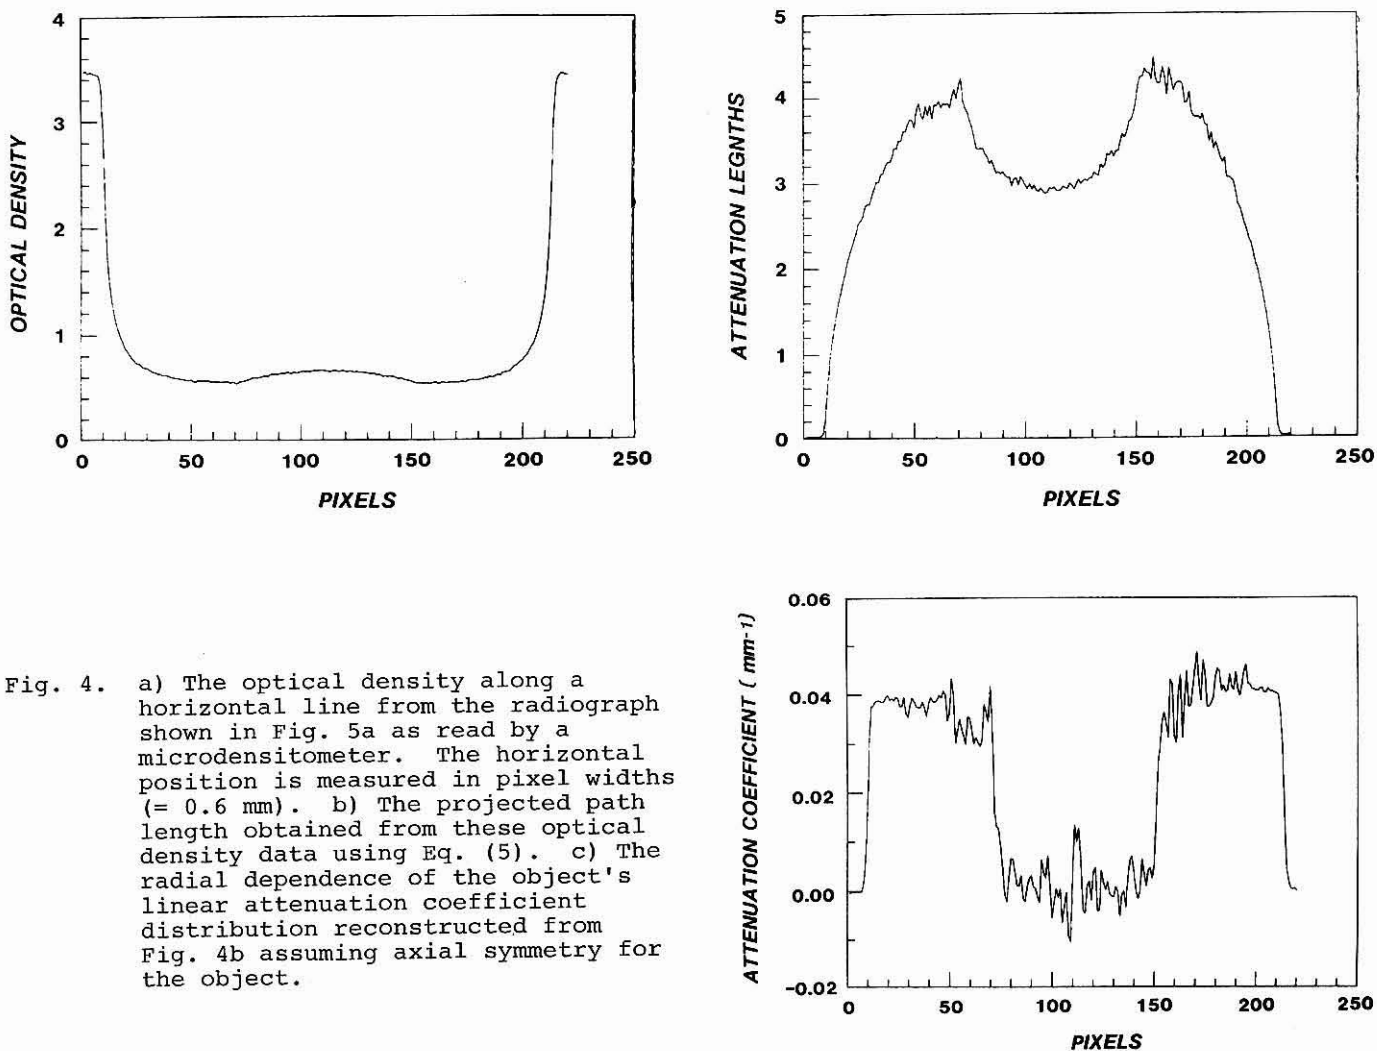 4
3
2
1
0
OPTICAL DENSITY
0 50 100 150 200 250
PIXELS
5
4
3
2
1
0
ATTENUATION LEGNTHS
0 50 100 150 200 250
PIXELS
Fig. 4. a) The optical density along a
horizontal line from the radiograph
shown in Fig. 5a as read by a
microdensitometer. The horizontal
position is measured in pixel widths
(= 0.6 mm). b) The projected path
length obtained from these optical
density data using Eq. (5). c) The
radial dependence of the object's
linear attenuation coefficient
distribution reconstructed from
Fig. 4b assuming axial symmetry for
the object.
0.06
0.04
0.02
0.00
-0.02
ATTENUATION COEFFICIENT ( mm-1)
0 50 100 150 200 250
PIXELS